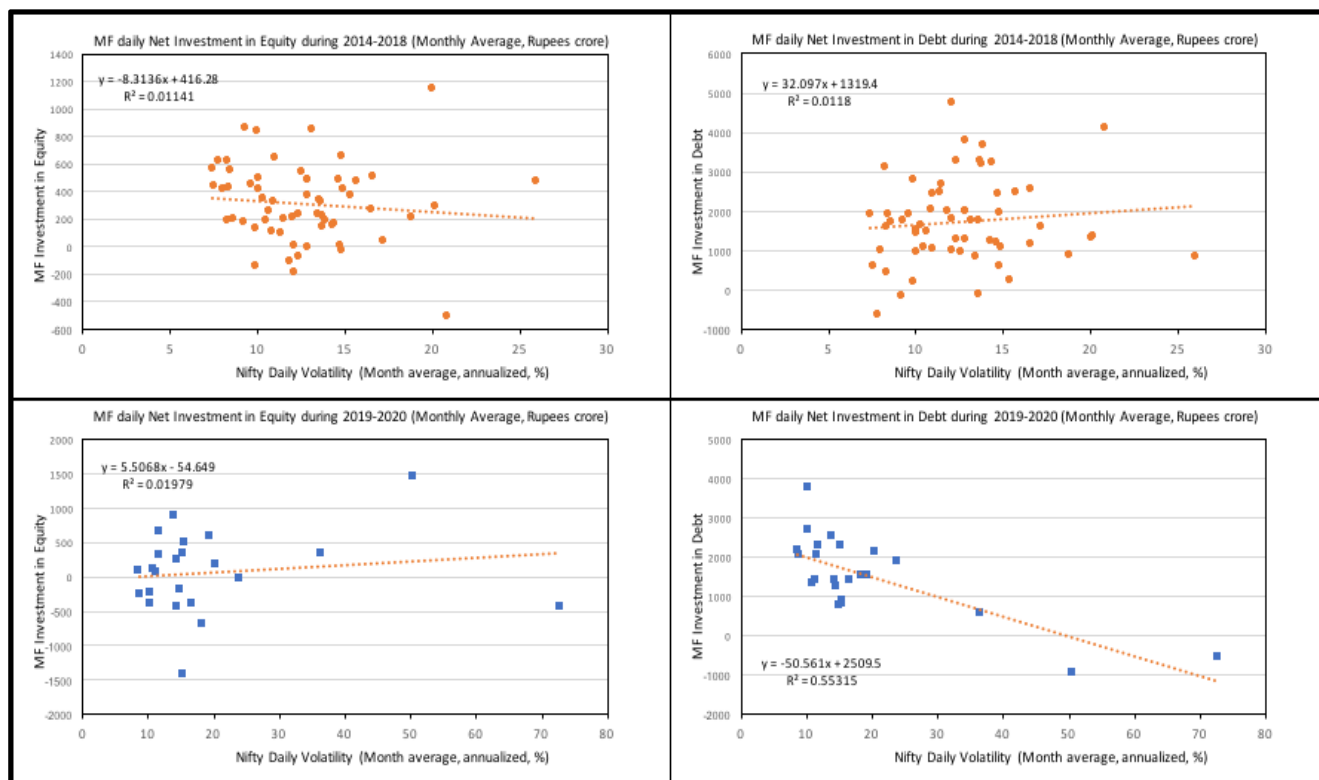 MF daily Net Investment in Equity during 2014-2018 (Monthly Average, Rupees crore)
y = -8.3136x + 416.28
R² = 0.01141
MF Investment in Equity
1400
1200
1000
800
600
400
200
0
-200
-400
-600
0 5 10 15 20 25 30
Nifty Daily Volatility (Month average, annualized, %)
MF daily Net Investment in Debt during 2014-2018 (Monthly Average, Rupees crore)
y = 32.097x + 1319.4
R² = 0.0118
MF Investment in Debt
6000
5000
4000
3000
2000
1000
0
-1000
0 5 10 15 20 25 30
Nifty Daily Volatility (Month average, annualized, %)
MF daily Net Investment in Equity during 2019-2020 (Monthly Average, Rupees crore)
y = 5.5068x - 54.649
R² = 0.01979
MF Investment in Equity
2000
1500
1000
500
0
-500
-1000
-1500
-2000
0 10 20 30 40 50 60 70 80
Nifty Daily Volatility (Month average, annualized, %)
MF daily Net Investment in Debt during 2019-2020 (Monthly Average, Rupees crore)
MF Investment in Debt
5000
4000
3000
2000
1000
0
-1000
-2000
y = -50.561x + 2509.5
R² = 0.55315
0 10 20 30 40 50 60 70 80
Nifty Daily Volatility (Month average, annualized, %)